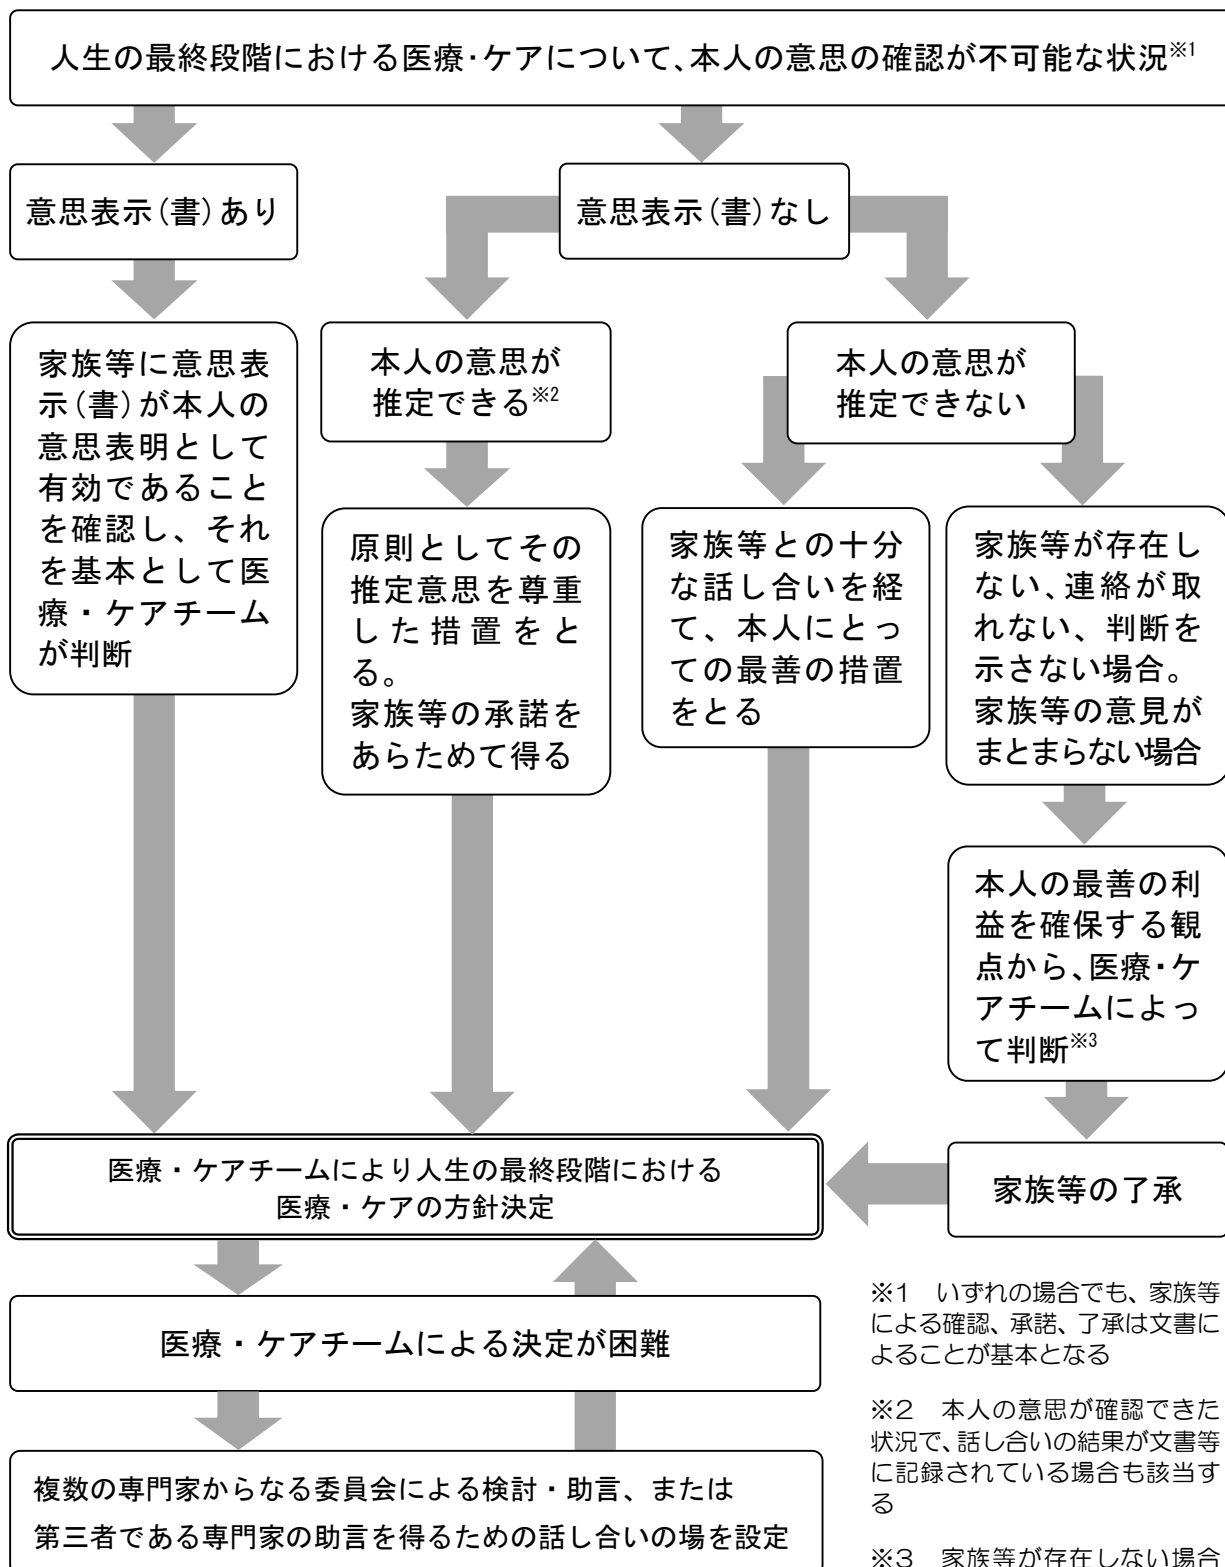 人生の最終段階における医療・ケアについて、本人の意思の確認が不可能な状況※1
意思表示(書)あり
意思表示(書)なし
家族等に意思表
示(書)が本人の
意思表明として
有効であること
を確認し、それ
を基本として医
療・ケアチーム
が判断
本人の意思が
推定できる※2
本人の意思が
推定できない
原則としてその
推定意思を尊重
した措置をと
る。
家族等の承諾を
あらためて得る
家族等との十分
な話し合いを経
て、本人にとっ
ての最善の措置
をとる
家族等が存在し
ない、連絡が取
れない、判断を
示さない場合。
家族等の意見が
まとまらない場合
本人の最善の利
益を確保する観
点から、医療・ケ
アチームによっ
て判断※3
医療・ケアチームにより人生の最終段階における
医療・ケアの方針決定
家族等の了承
医療・ケアチームによる決定が困難
複数の専門家からなる委員会による検討・助言、または
第三者である専門家の助言を得るための話し合いの場を設定
※1 いずれの場合でも、家族等
による確認、承諾、了承は文書に
よることが基本となる
※2 本人の意思が確認できた
状況で、話し合いの結果が文書等
に記録されている場合も該当す
る
※3 家族等が存在しない場合